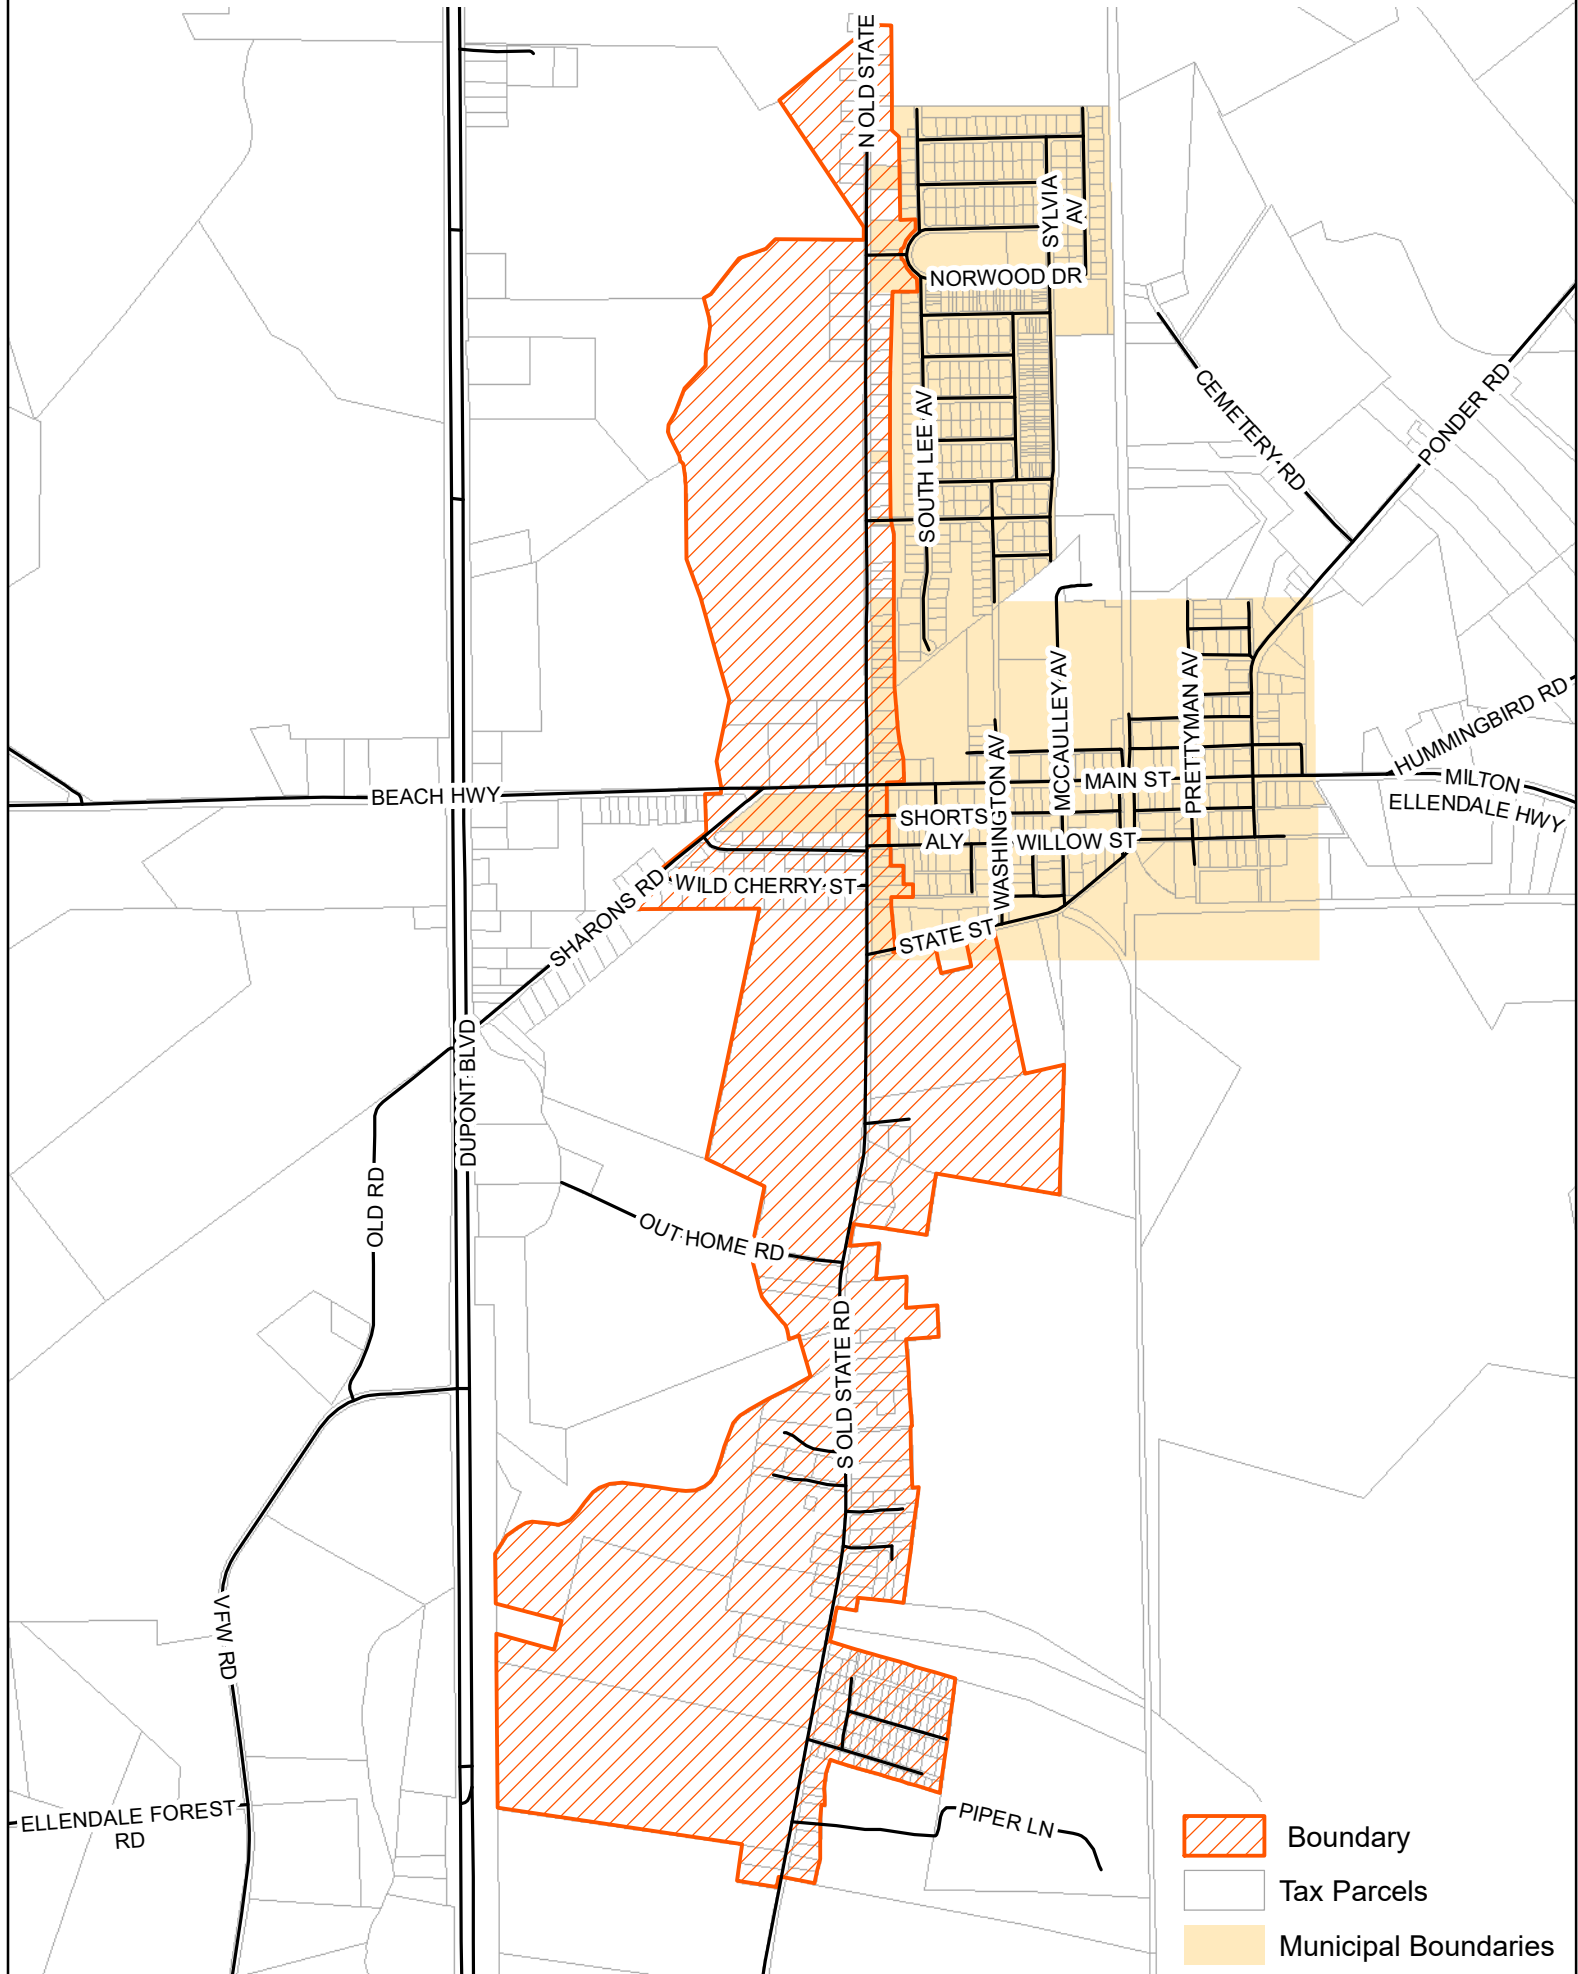 N OLD STATE
SYLVIA
AV
NORWOOD DR
CEMETERY RD
PONDER RD
SOUTH LEE AV
HUMMINGBIRD RD
MCCAULLEY AV
PRETTYMAN AV
WASHINGTON AV
MAIN ST
MILTON
ELLENDALE HWY
BEACH HWY
SHORTS
ALY
WILLOW ST
WILD CHERRY ST
SHARONS RD
STATE ST
DUPONT BLVD
OLD RD
OUT HOME RD
S OLD STATE RD
VFW RD
ELLENDALE FOREST
RD
PIPER LN
Boundary
Tax Parcels
Municipal Boundaries